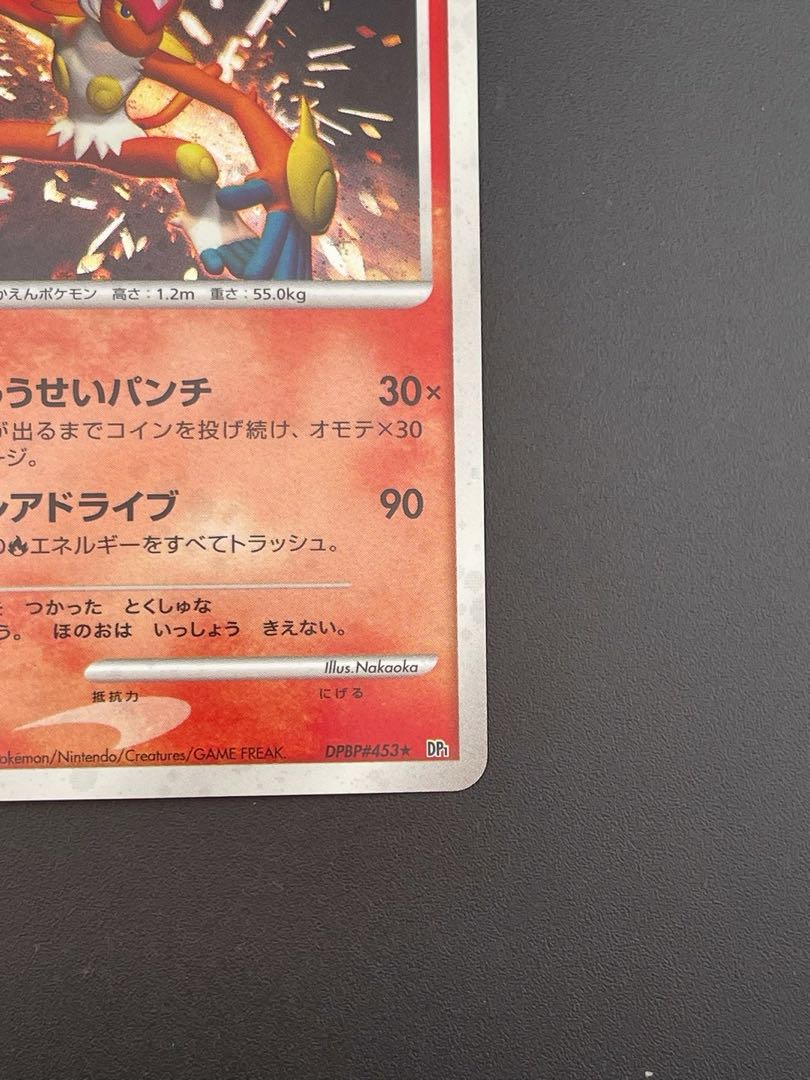 かえんポケモン 高さ：1.2m 重さ：55.0kg
うせいパンチ 30×
が出るまでコインを投げ続け、オモテ×30
ージ。
アドライブ 90
エネルギーをすべてトラッシュ。
つかった とくしゅな
う。 ほのおは いっしょう きえない。
Illus.Nakaoka
抵抗力 にげる
okémon/Nintendo/Creatures/GAME FREAK. DPBP#453★ DP1